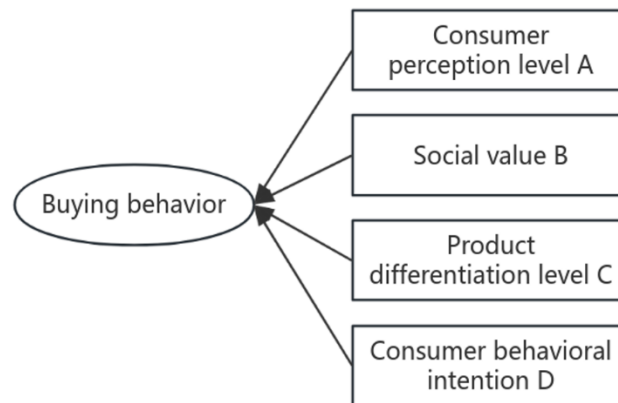 Consumer
perception level A
Social value B
Buying behavior
Product
differentiation level C
Consumer behavioral
intention D